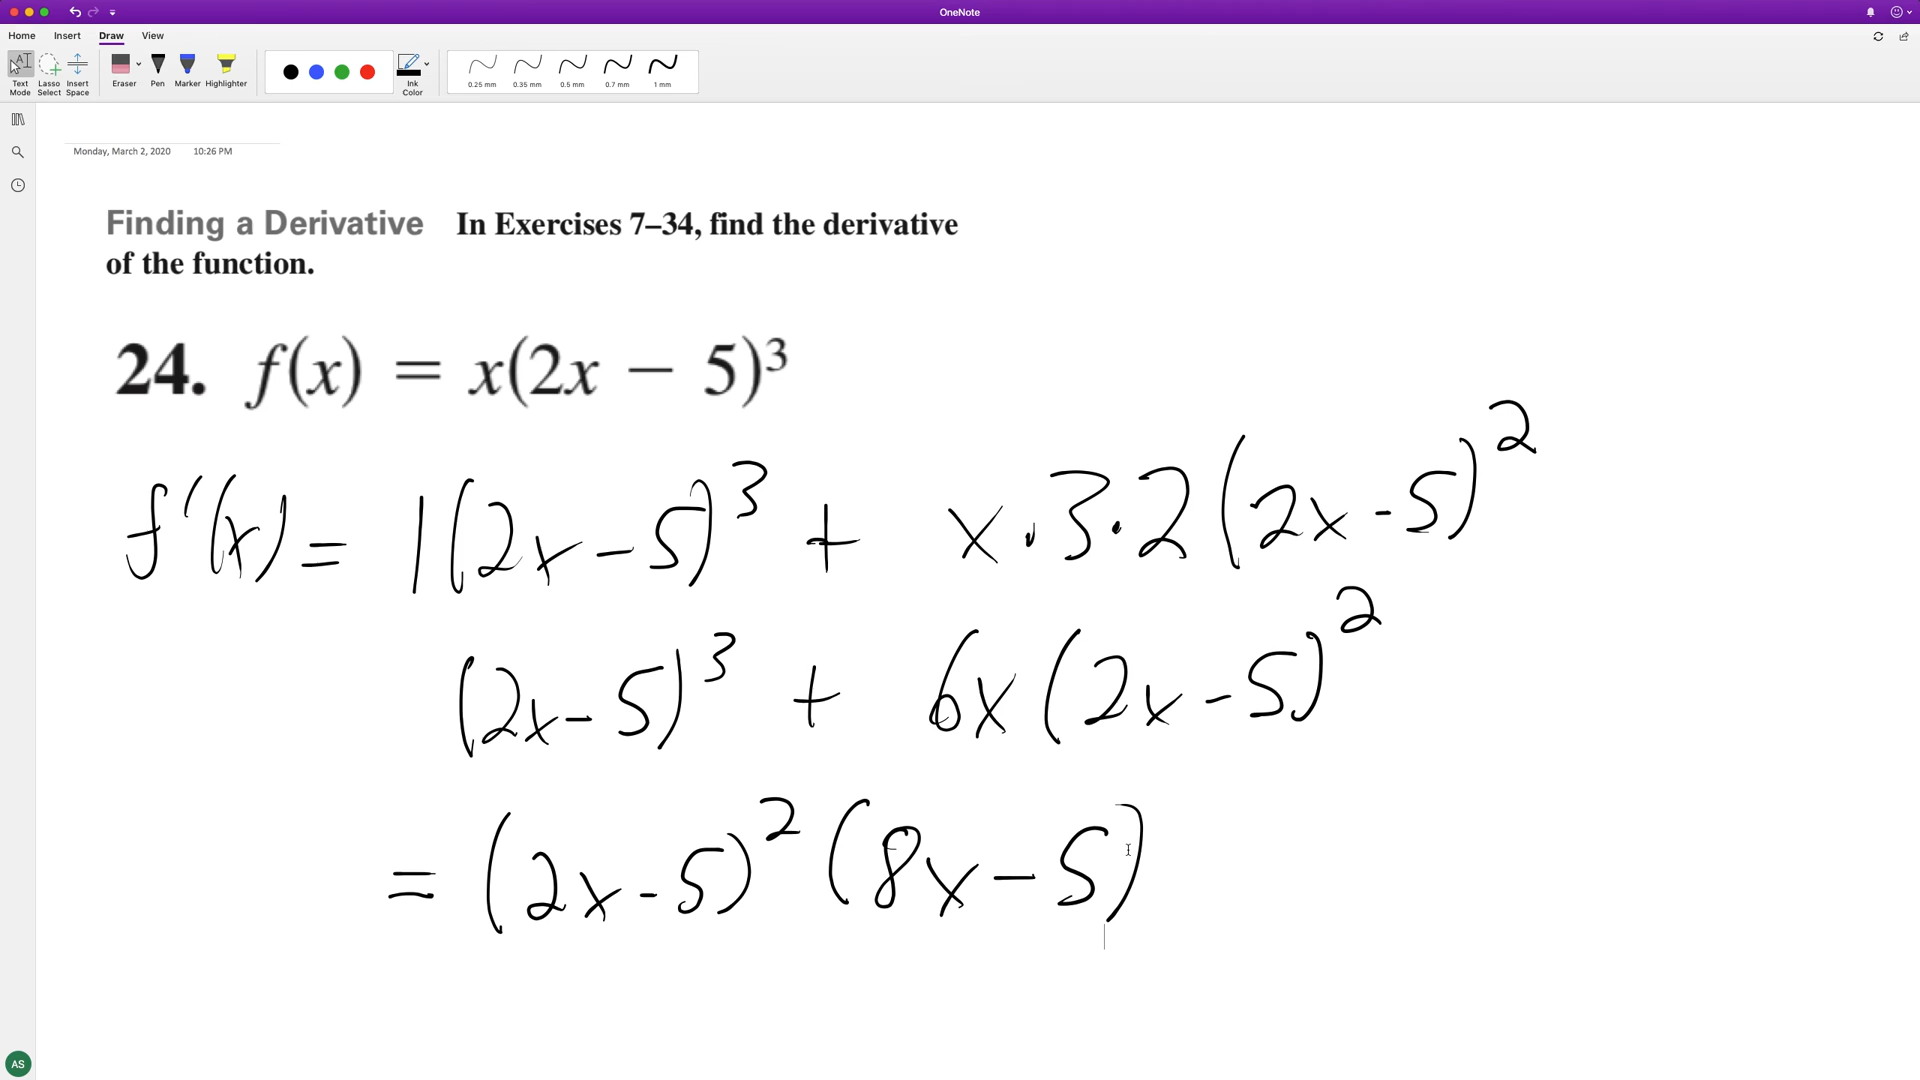 OneNote
Home Insert Draw View
Text Mode Lasso Select Insert Space Eraser Pen Marker Highlighter Ink Color 0.25 mm 0.35 mm 0.5 mm 0.7 mm 1 mm
Monday, March 2, 2020 10:26 PM
Finding a Derivative In Exercises 7–34, find the derivative
of the function.
24. f(x) = x(2x − 5)³
f'(x) = 1(2x-5)³ + x·3·2(2x-5)²
(2x-5)³ + 6x(2x-5)²
= (2x-5)²(8x-5)
AS